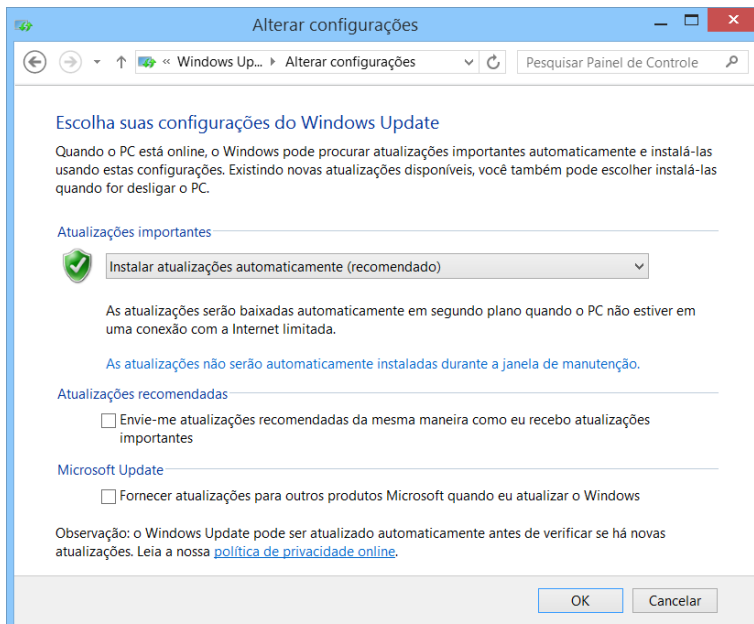 Alterar configurações
« Windows Up... Alterar configurações
Pesquisar Painel de Controle
Escolha suas configurações do Windows Update
Quando o PC está online, o Windows pode procurar atualizações importantes automaticamente e instalá-las
usando estas configurações. Existindo novas atualizações disponíveis, você também pode escolher instalá-las
quando for desligar o PC.
Atualizações importantes
Instalar atualizações automaticamente (recomendado)
As atualizações serão baixadas automaticamente em segundo plano quando o PC não estiver em
uma conexão com a Internet limitada.
As atualizações não serão automaticamente instaladas durante a janela de manutenção.
Atualizações recomendadas
Envie-me atualizações recomendadas da mesma maneira como eu recebo atualizações
importantes
Microsoft Update
Fornecer atualizações para outros produtos Microsoft quando eu atualizar o Windows
Observação: o Windows Update pode ser atualizado automaticamente antes de verificar se há novas
atualizações. Leia a nossa política de privacidade online.
OK
Cancelar